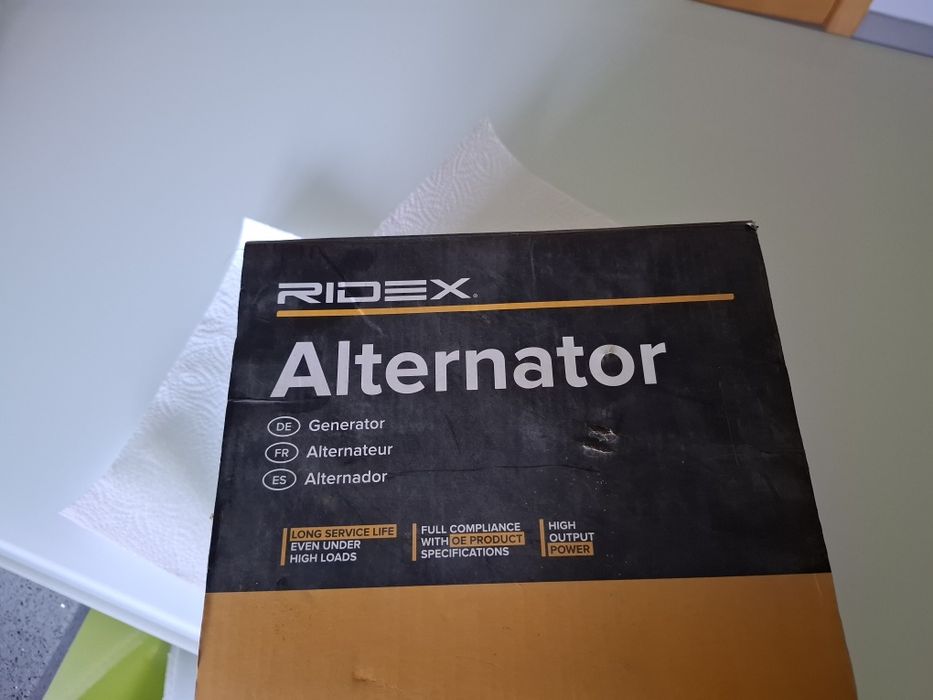 RIDEX
Alternator
DE Generator
FR Alternateur
ES Alternador
LONG SERVICE LIFE
EVEN UNDER
HIGH LOADS
FULL COMPLIANCE
WITH OE PRODUCT
SPECIFICATIONS
HIGH
OUTPUT
POWER